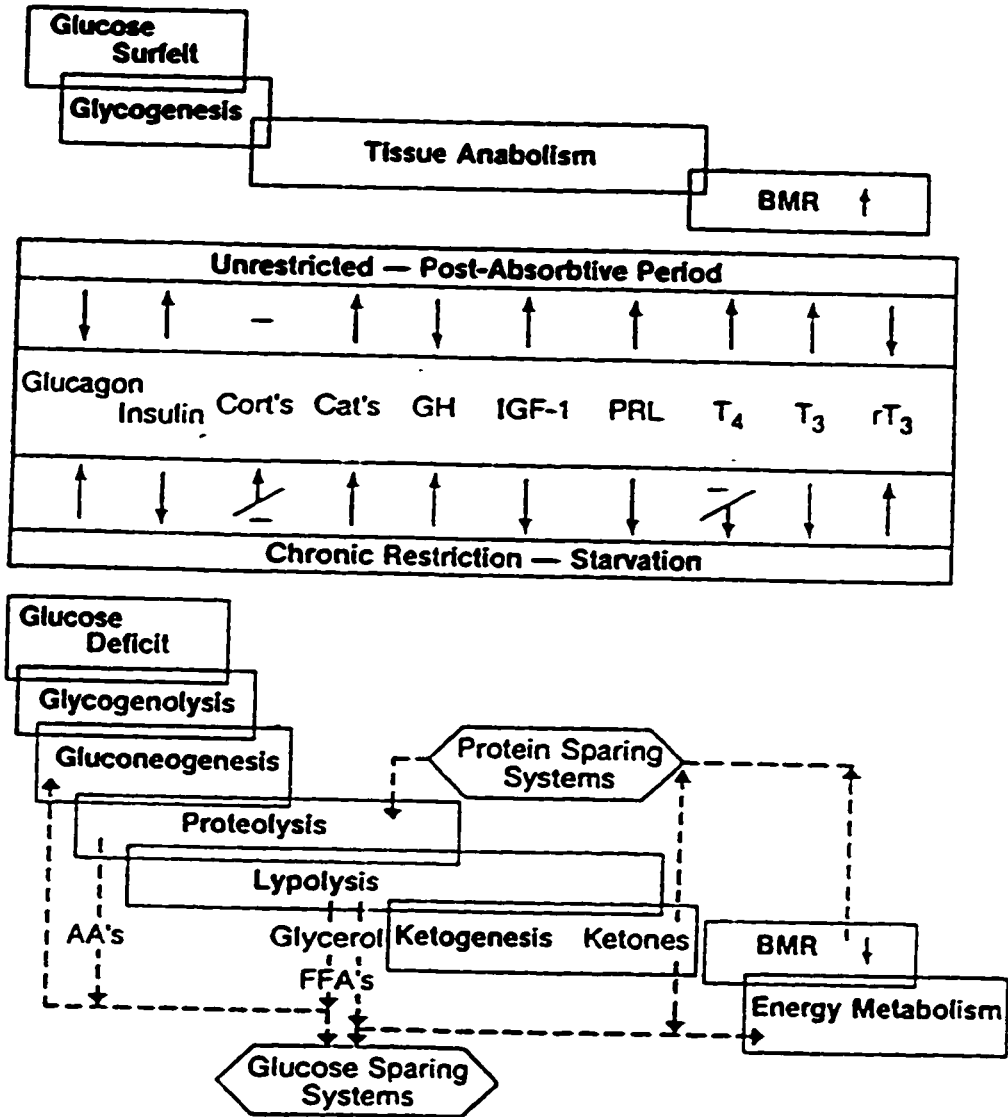 Glucose
Surfeit
Glycogenesis
Tissue Anabolism
BMR ↑
Unrestricted — Post-Absorbtive Period
↓ ↑ – ↑ ↓ ↑ ↑ ↑ ↑ ↓
Glucagon
Insulin Cort's Cat's GH IGF-1 PRL T₄ T₃ rT₃
↑ ↓ ↑/– ↑ ↑ ↓ ↓ –/↓ ↓ ↑
Chronic Restriction — Starvation
Glucose
Deficit
Glycogenolysis
Gluconeogenesis
Protein Sparing
Systems
Proteolysis
Lypolysis
AA's
Glycerol
FFA's
Ketogenesis Ketones
BMR ↓
Energy Metabolism
Glucose Sparing
Systems